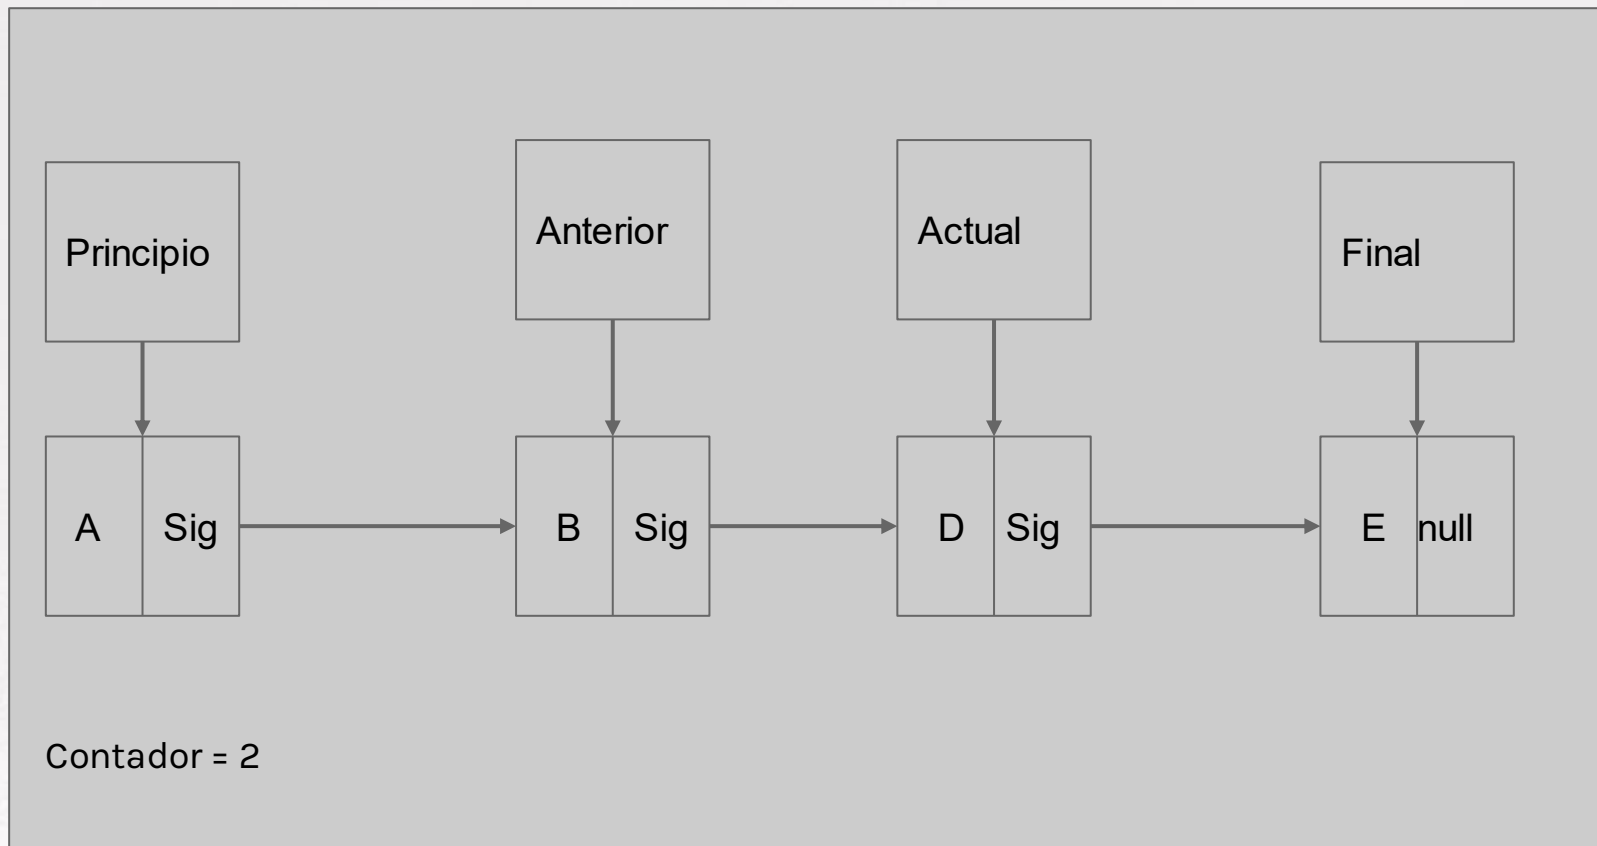 Principio
Anterior
Actual
Final
A Sig
B Sig
D Sig
E null
Contador = 2